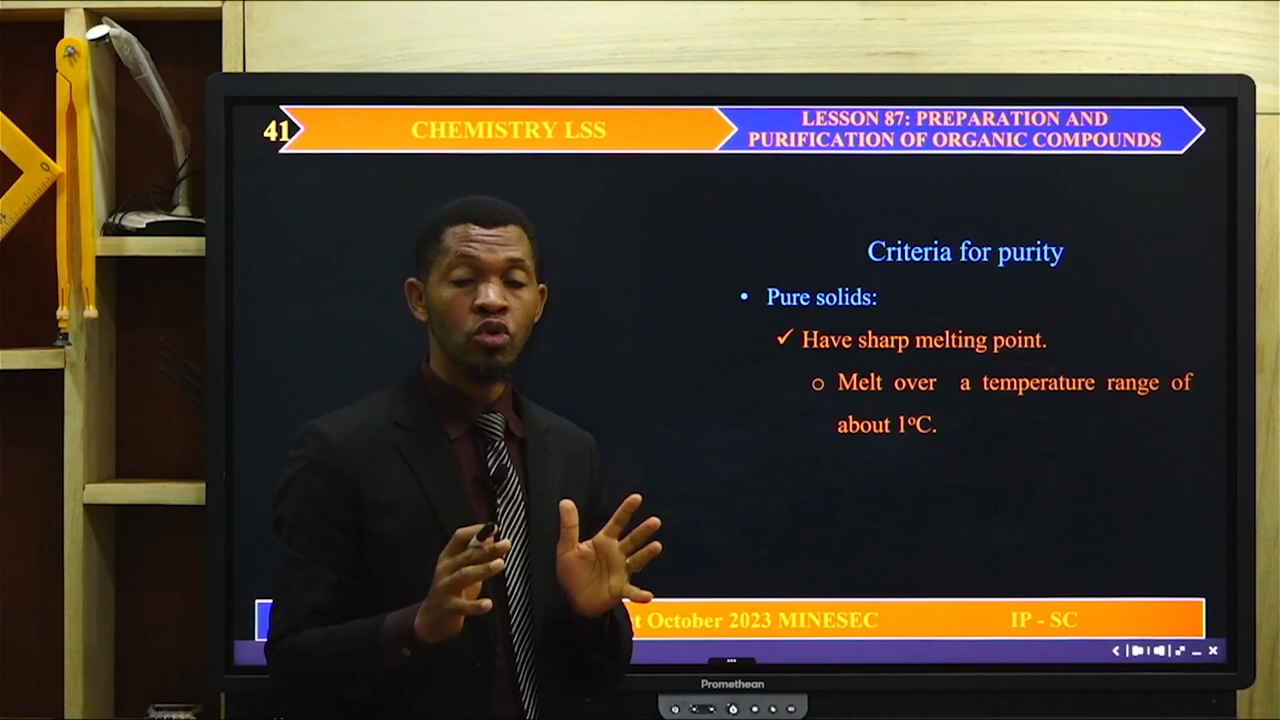 41
CHEMISTRY LSS
LESSON 87: PREPARATION AND
PURIFICATION OF ORGANIC COMPOUNDS
Criteria for purity
• Pure solids:
✓ Have sharp melting point.
o Melt over a temperature range of
about 1°C.
October 2023 MINESEC
IP - SC
Promethean